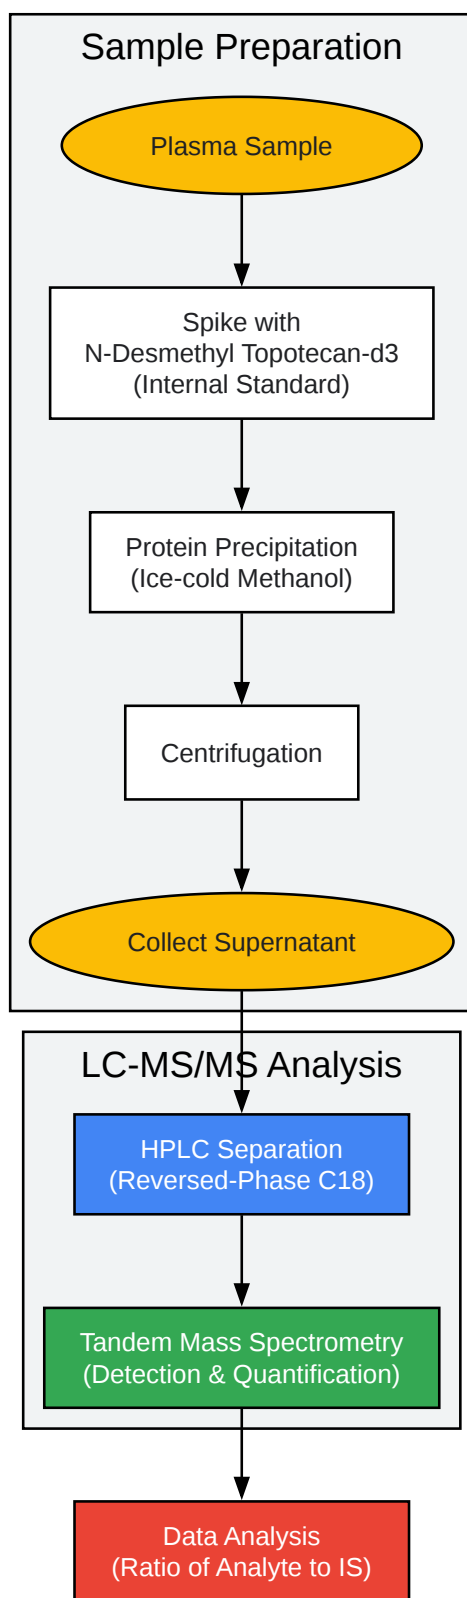 Sample Preparation
Plasma Sample
Spike with
N-Desmethyl Topotecan-d3
(Internal Standard)
Protein Precipitation
(Ice-cold Methanol)
Centrifugation
Collect Supernatant
LC-MS/MS Analysis
HPLC Separation
(Reversed-Phase C18)
Tandem Mass Spectrometry
(Detection & Quantification)
Data Analysis
(Ratio of Analyte to IS)